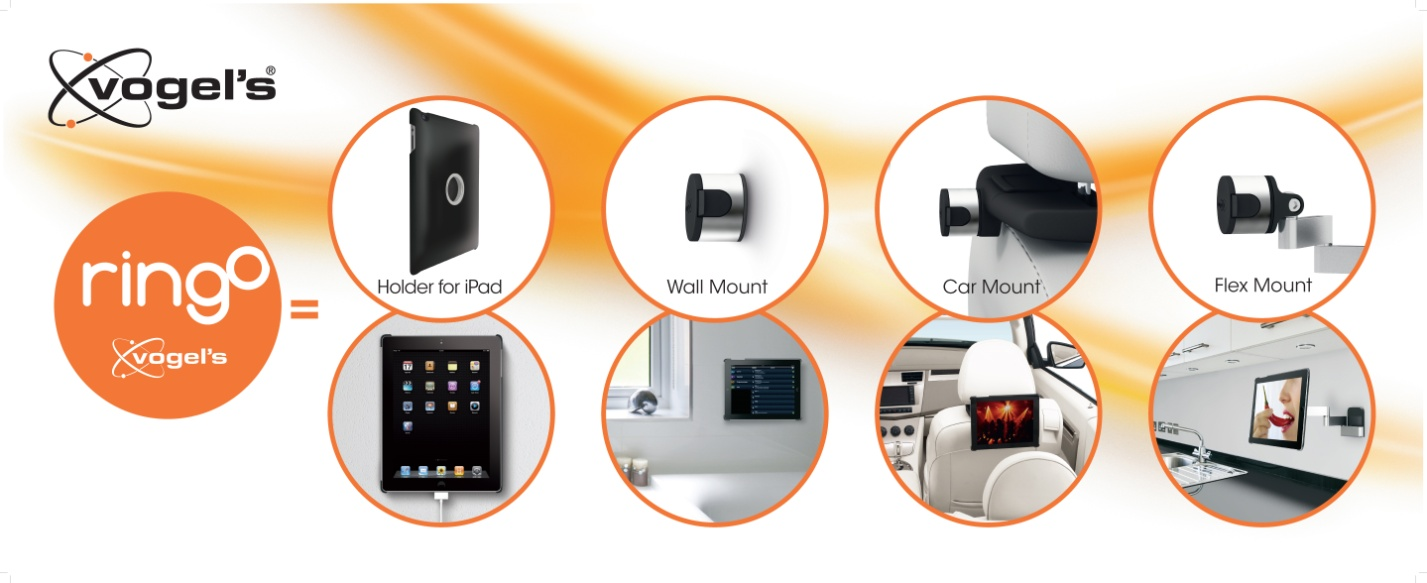 vogel's®
ringo
vogel's
=
Holder for iPad
Wall Mount
Car Mount
Flex Mount